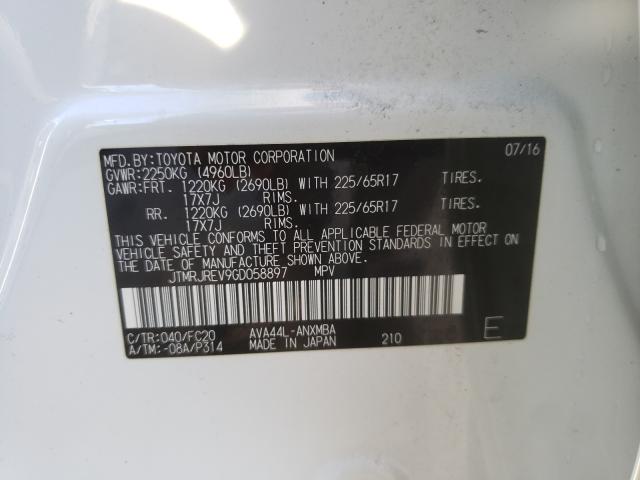 MFD.BY:TOYOTA MOTOR CORPORATION 07/16
GVWR:2250KG (4960LB)
GAWR:FRT. 1220KG (2690LB) WITH 225/65R17 TIRES.
17X7J RIMS.
RR. 1220KG (2690LB) WITH 225/65R17 TIRES.
17X7J RIMS.
THIS VEHICLE CONFORMS TO ALL APPLICABLE FEDERAL MOTOR
VEHICLE SAFETY AND THEFT PREVENTION STANDARDS IN EFFECT ON
THE DATE OF MANUFACTURE SHOWN ABOVE.
JTMRJREV9GD058897 MPV
C/TR:040/FC20 AVA44L-ANXMBA
A/TM:-08A/P314 MADE IN JAPAN 210 E